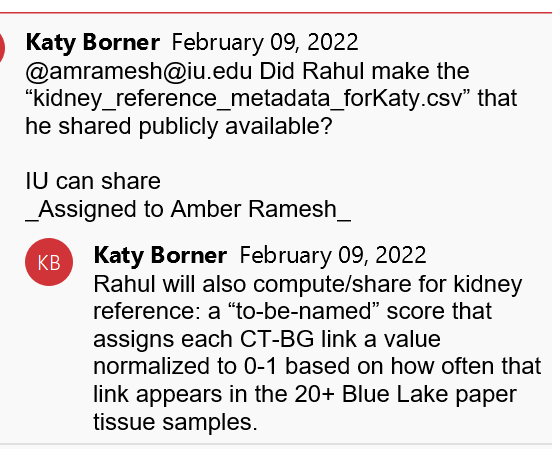 Katy Borner February 09, 2022
@amramesh@iu.edu Did Rahul make the
“kidney_reference_metadata_forKaty.csv” that
he shared publicly available?
IU can share
_Assigned to Amber Ramesh_
KB
Katy Borner February 09, 2022
Rahul will also compute/share for kidney
reference: a “to-be-named” score that
assigns each CT-BG link a value
normalized to 0-1 based on how often that
link appears in the 20+ Blue Lake paper
tissue samples.